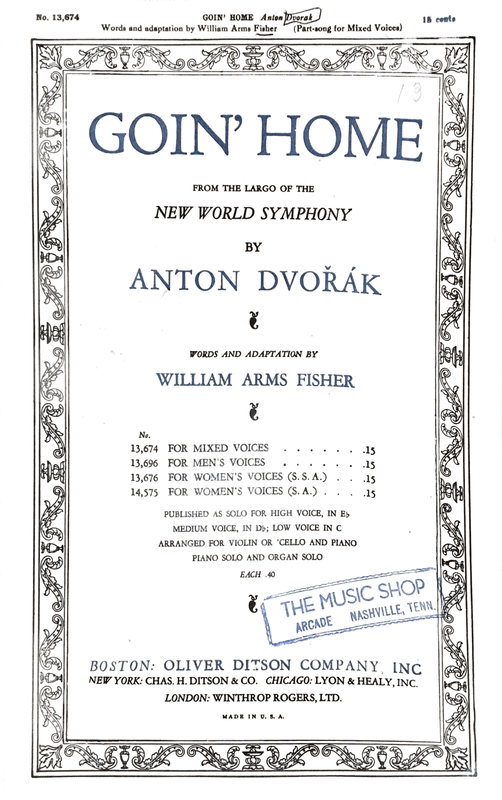 No. 13,674
GOIN' HOME Anton Dvorak
15 cents
Words and adaptation by William Arms Fisher (Part-song for Mixed Voices)
19
GOIN' HOME
FROM THE LARGO OF THE
NEW WORLD SYMPHONY
BY
ANTON DVOŘÁK
WORDS AND ADAPTATION BY
WILLIAM ARMS FISHER
No.
13,674 FOR MIXED VOICES . . . . . . . .15
13,696 FOR MEN'S VOICES . . . . . . . .15
13,676 FOR WOMEN'S VOICES (S. S. A.) . . . .15
14,575 FOR WOMEN'S VOICES (S. A.) . . . .15
PUBLISHED AS SOLO FOR HIGH VOICE, IN E♭
MEDIUM VOICE, IN D♭; LOW VOICE IN C
ARRANGED FOR VIOLIN OR 'CELLO AND PIANO
PIANO SOLO AND ORGAN SOLO
EACH .40
THE MUSIC SHOP
ARCADE NASHVILLE, TENN.
BOSTON: OLIVER DITSON COMPANY, INC
NEW YORK: CHAS. H. DITSON & CO. CHICAGO: LYON & HEALY, INC.
LONDON: WINTHROP ROGERS, LTD.
MADE IN U. S. A.